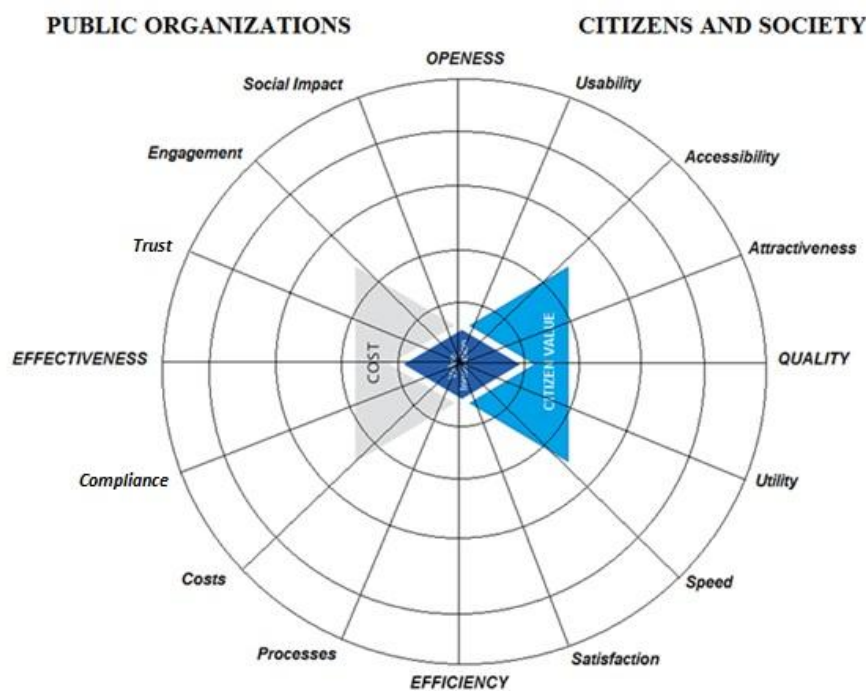 PUBLIC ORGANIZATIONS
CITIZENS AND SOCIETY
OPENESS
Social Impact
Usability
Engagement
Accessibility
Trust
Attractiveness
EFFECTIVENESS
COST
CITIZEN VALUE
QUALITY
Compliance
Utility
Costs
Speed
Processes
Satisfaction
EFFICIENCY